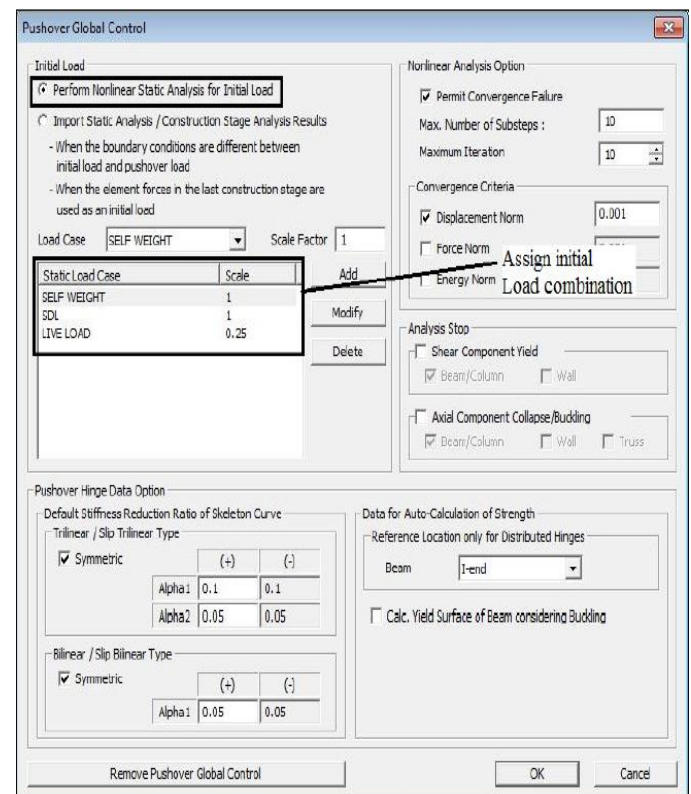 Pushover Global Control
Initial Load
Perform Nonlinear Static Analysis for Initial Load
Import Static Analysis / Construction Stage Analysis Results
- When the boundary conditions are different between
initial load and pushover load
- When the element forces in the last construction stage are
used as an initial load
Load Case SELF WEIGHT Scale Factor 1
Static Load Case Scale
SELF WEIGHT 1
SDL 1
LIVE LOAD 0.25
Add
Modify
Delete
Nonlinear Analysis Option
Permit Convergence Failure
Max. Number of Substeps : 10
Maximum Iteration 10
Convergence Criteria
Displacement Norm 0.001
Force Norm
Energy Norm
Assign initial
Load combination
Analysis Stop
Shear Component Yield
Beam/Column Wall
Axial Component Collapse/Buckling
Beam/Column Wall Truss
Pushover Hinge Data Option
Default Stiffness Reduction Ratio of Skeleton Curve
Trilinear / Slip Trilinear Type
Symmetric (+) (-)
Alpha1 0.1 0.1
Alpha2 0.05 0.05
Bilinear / Slip Bilinear Type
Symmetric (+) (-)
Alpha1 0.05 0.05
Data for Auto-Calculation of Strength
Reference Location only for Distributed Hinges
Beam I-end
Calc. Yield Surface of Beam considering Buckling
Remove Pushover Global Control
OK
Cancel